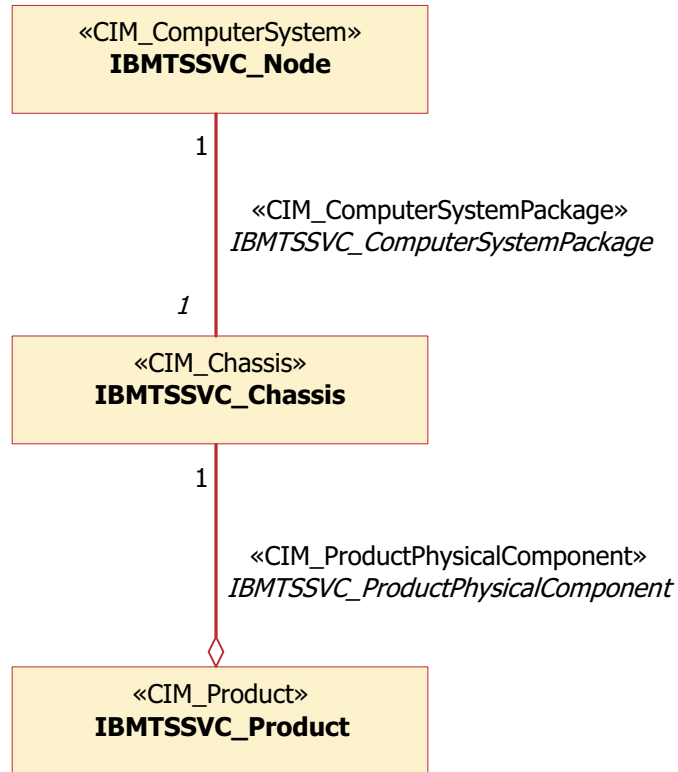 «CIM_ComputerSystem»
IBMTSSVC_Node
1
«CIM_ComputerSystemPackage»
IBMTSSVC_ComputerSystemPackage
1
«CIM_Chassis»
IBMTSSVC_Chassis
1
«CIM_ProductPhysicalComponent»
IBMTSSVC_ProductPhysicalComponent
«CIM_Product»
IBMTSSVC_Product